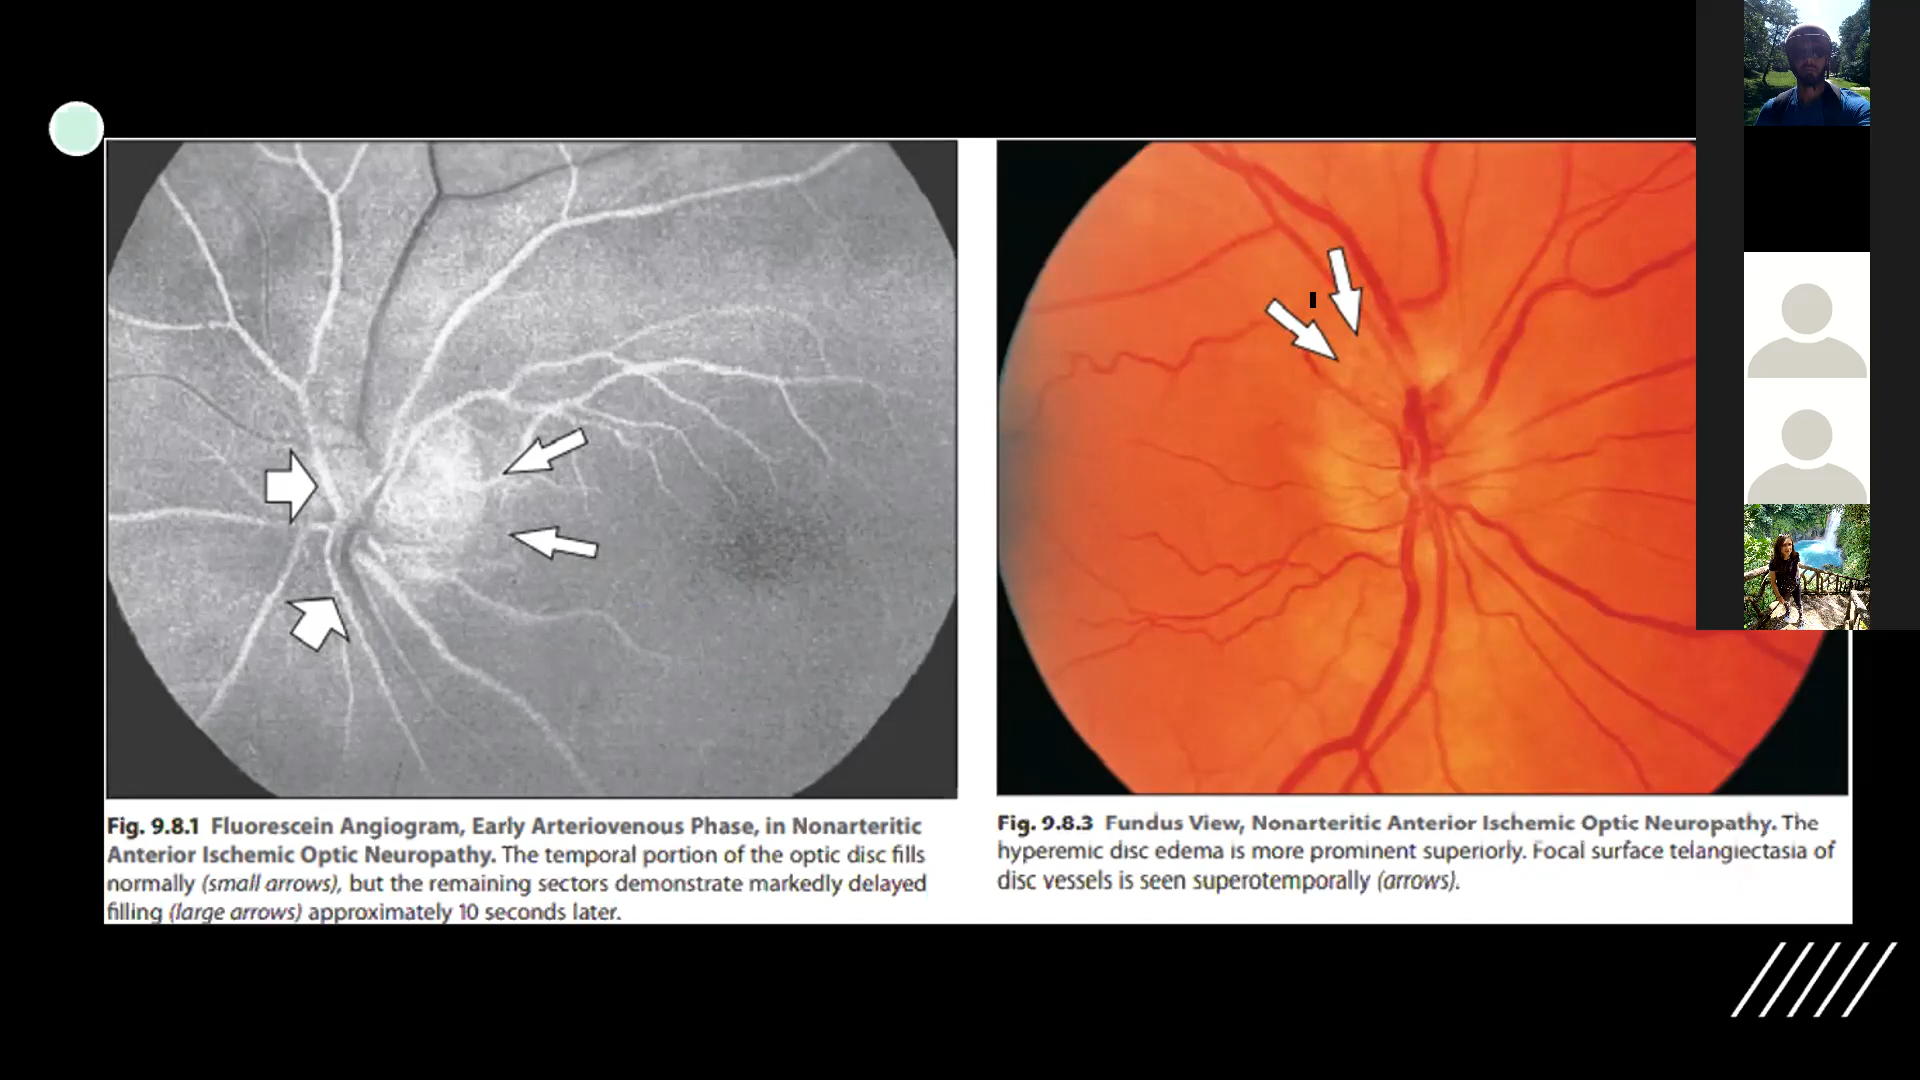 Fig. 9.8.1 Fluorescein Angiogram, Early Arteriovenous Phase, in Nonarteritic
Anterior Ischemic Optic Neuropathy. The temporal portion of the optic disc fills
normally (small arrows), but the remaining sectors demonstrate markedly delayed
filling (large arrows) approximately 10 seconds later.
Fig. 9.8.3 Fundus View, Nonarteritic Anterior Ischemic Optic Neuropathy. The
hyperemic disc edema is more prominent superiorly. Focal surface telangiectasia of
disc vessels is seen superotemporally (arrows).